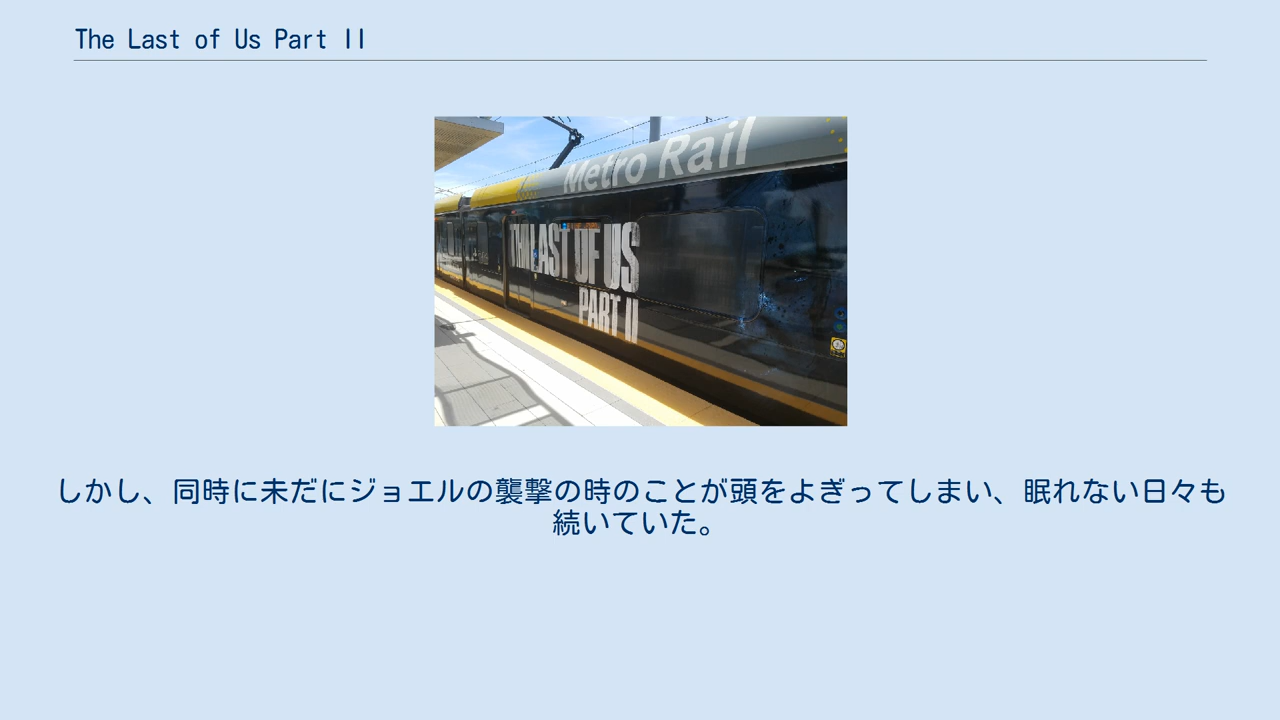 The Last of Us Part II
Metro Rail
THE LAST OF US
PART II
しかし、同時に未だにジョエルの襲撃の時のことが頭をよぎってしまい、眠れない日々も
続いていた。